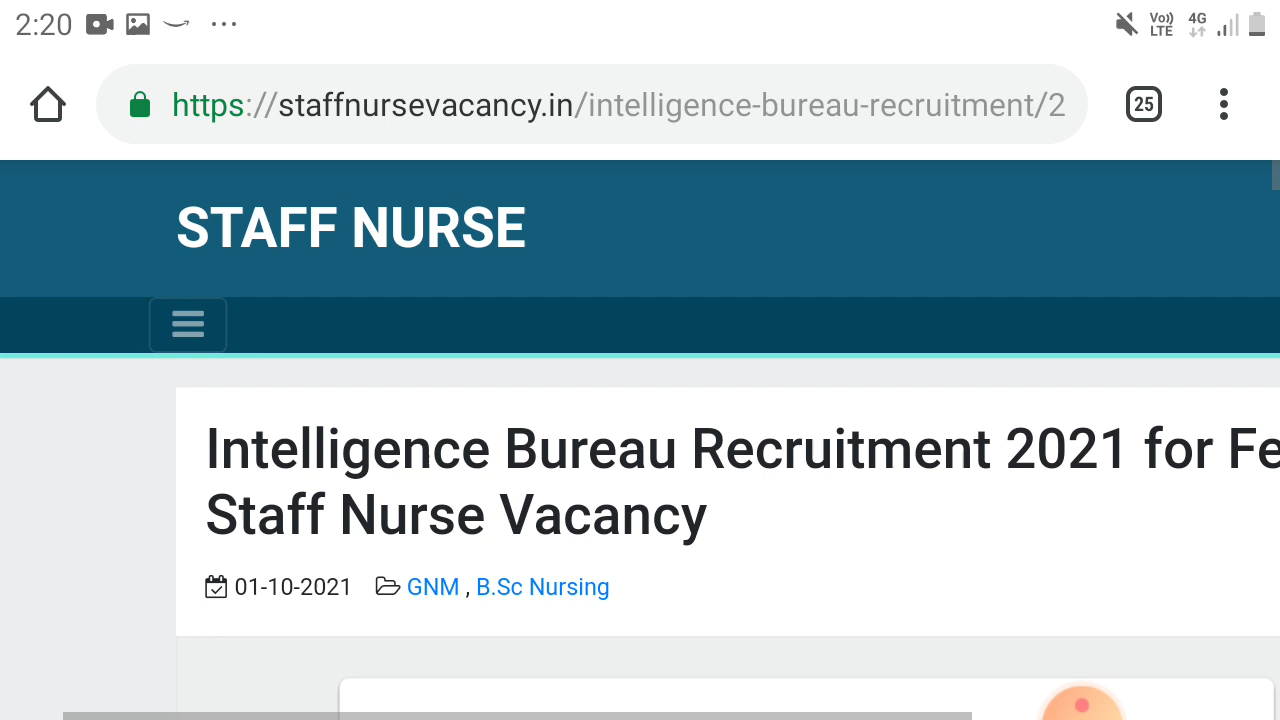 2:20
Vo)) LTE 4G
https://staffnursevacancy.in/intelligence-bureau-recruitment/2
25
STAFF NURSE
Intelligence Bureau Recruitment 2021 for Fe
Staff Nurse Vacancy
01-10-2021 GNM , B.Sc Nursing